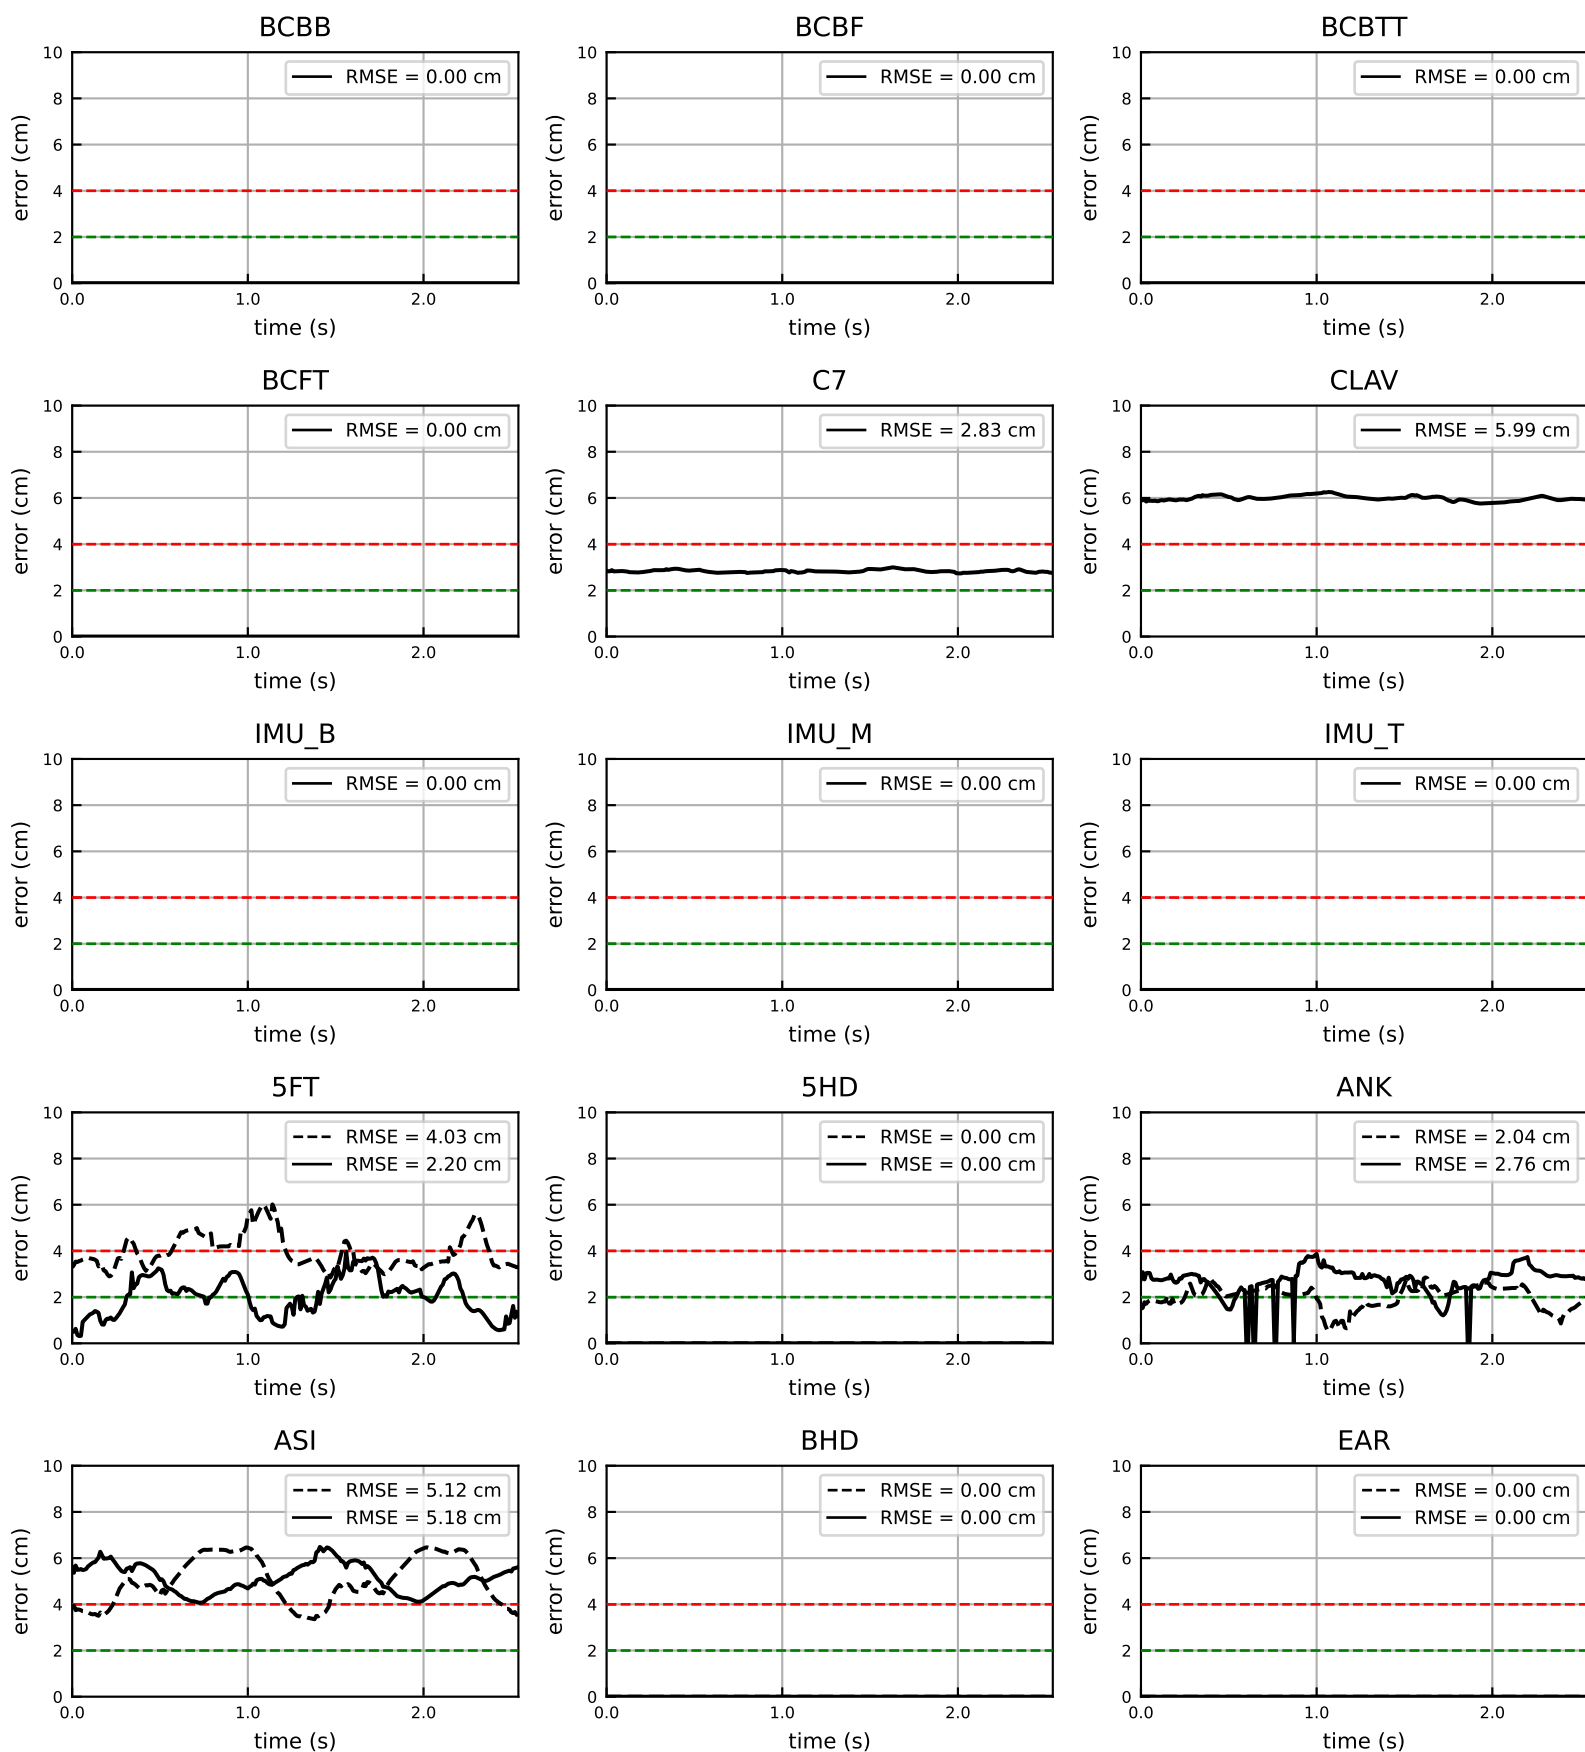 BCBB
RMSE = 0.00 cm
error (cm)
10
8
6
4
2
0
0.0 1.0 2.0
time (s)
BCBF
RMSE = 0.00 cm
error (cm)
10
8
6
4
2
0
0.0 1.0 2.0
time (s)
BCBTT
RMSE = 0.00 cm
error (cm)
10
8
6
4
2
0
0.0 1.0 2.0
time (s)
BCFT
RMSE = 0.00 cm
error (cm)
10
8
6
4
2
0
0.0 1.0 2.0
time (s)
C7
RMSE = 2.83 cm
error (cm)
10
8
6
4
2
0
0.0 1.0 2.0
time (s)
CLAV
RMSE = 5.99 cm
error (cm)
10
8
6
4
2
0
0.0 1.0 2.0
time (s)
IMU_B
RMSE = 0.00 cm
error (cm)
10
8
6
4
2
0
0.0 1.0 2.0
time (s)
IMU_M
RMSE = 0.00 cm
error (cm)
10
8
6
4
2
0
0.0 1.0 2.0
time (s)
IMU_T
RMSE = 0.00 cm
error (cm)
10
8
6
4
2
0
0.0 1.0 2.0
time (s)
5FT
RMSE = 4.03 cm
RMSE = 2.20 cm
error (cm)
10
8
6
4
2
0
0.0 1.0 2.0
time (s)
5HD
RMSE = 0.00 cm
RMSE = 0.00 cm
error (cm)
10
8
6
4
2
0
0.0 1.0 2.0
time (s)
ANK
RMSE = 2.04 cm
RMSE = 2.76 cm
error (cm)
10
8
6
4
2
0
0.0 1.0 2.0
time (s)
ASI
RMSE = 5.12 cm
RMSE = 5.18 cm
error (cm)
10
8
6
4
2
0
0.0 1.0 2.0
time (s)
BHD
RMSE = 0.00 cm
RMSE = 0.00 cm
error (cm)
10
8
6
4
2
0
0.0 1.0 2.0
time (s)
EAR
RMSE = 0.00 cm
RMSE = 0.00 cm
error (cm)
10
8
6
4
2
0
0.0 1.0 2.0
time (s)